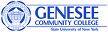 GENESEE
COMMUNITY COLLEGE
State University of New York